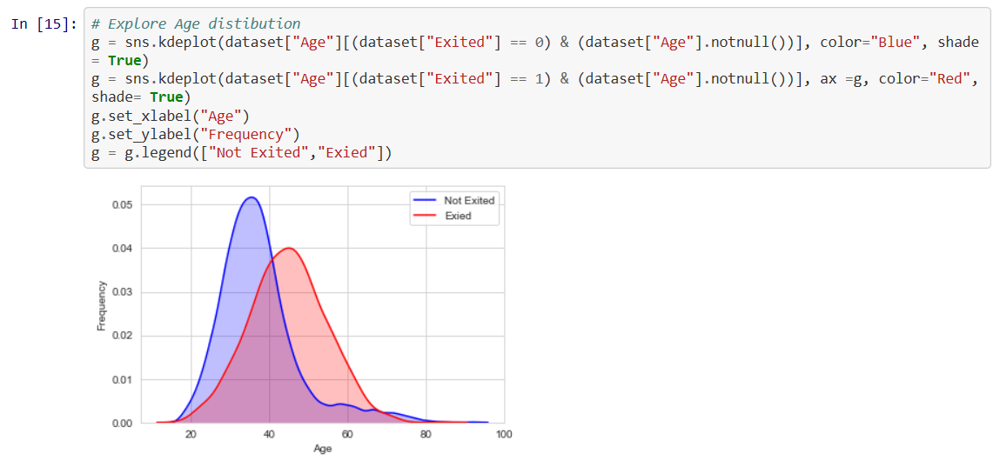 In [15]: # Explore Age distibution
g = sns.kdeplot(dataset["Age"][(dataset["Exited"] == 0) & (dataset["Age"].notnull())], color="Blue", shade
= True)
g = sns.kdeplot(dataset["Age"][(dataset["Exited"] == 1) & (dataset["Age"].notnull())], ax =g, color="Red",
shade= True)
g.set_xlabel("Age")
g.set_ylabel("Frequency")
g = g.legend(["Not Exited","Exied"])
Not Exited
Exied
0.05
0.04
0.03
0.02
0.01
0.00
Frequency
20 40 60 80 100
Age